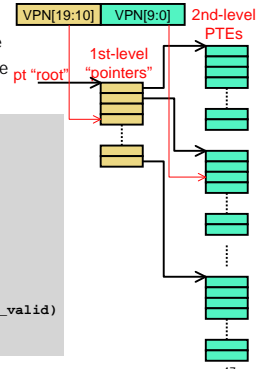 VPN[19:10] VPN[9:0] 2nd-level
PTEs
1st-level
pt "root" "pointers"
_valid)